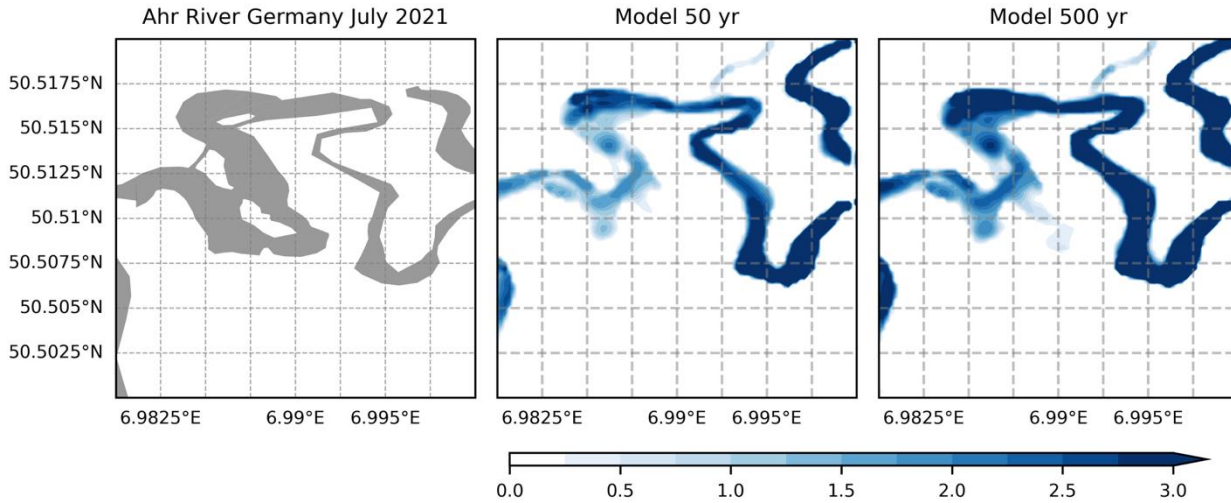 Ahr River Germany July 2021
Model 50 yr
Model 500 yr
50.5175°N
50.515°N
50.5125°N
50.51°N
50.5075°N
50.505°N
50.5025°N
6.9825°E 6.99°E 6.995°E
6.9825°E 6.99°E 6.995°E
6.9825°E 6.99°E 6.995°E
0.0 0.5 1.0 1.5 2.0 2.5 3.0